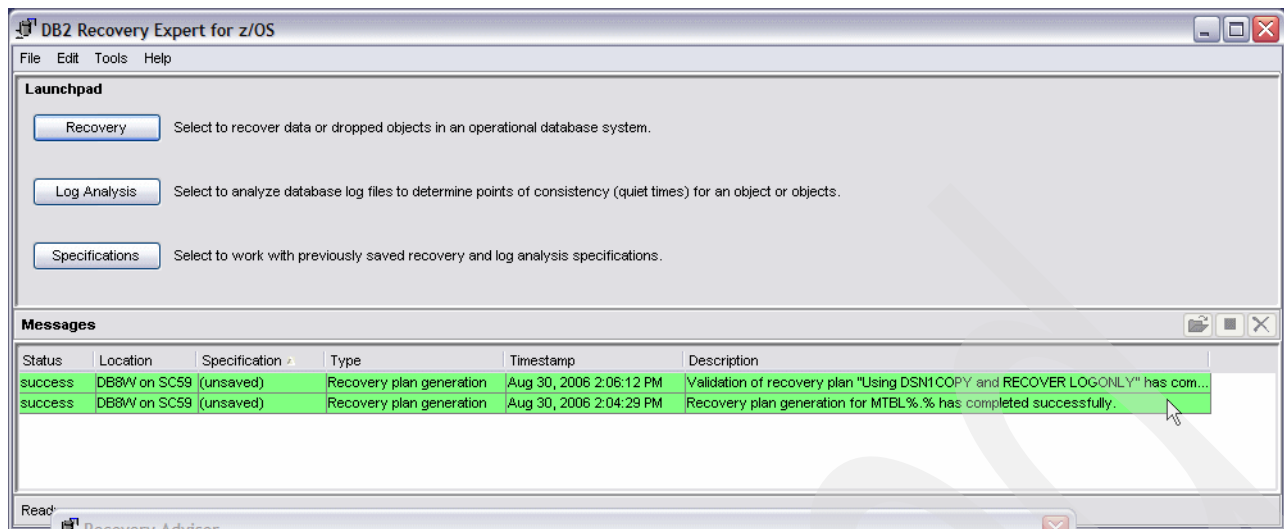 DB2 Recovery Expert for z/OS
File Edit Tools Help
Launchpad
Recovery Select to recover data or dropped objects in an operational database system.
Log Analysis Select to analyze database log files to determine points of consistency (quiet times) for an object or objects.
Specifications Select to work with previously saved recovery and log analysis specifications.
Messages
Status Location Specification Type Timestamp Description
success DB8W on SC59 (unsaved) Recovery plan generation Aug 30, 2006 2:06:12 PM Validation of recovery plan "Using DSN1COPY and RECOVER LOGONLY" has com...
success DB8W on SC59 (unsaved) Recovery plan generation Aug 30, 2006 2:04:29 PM Recovery plan generation for MTBL%.% has completed successfully.
Recovery Advisor